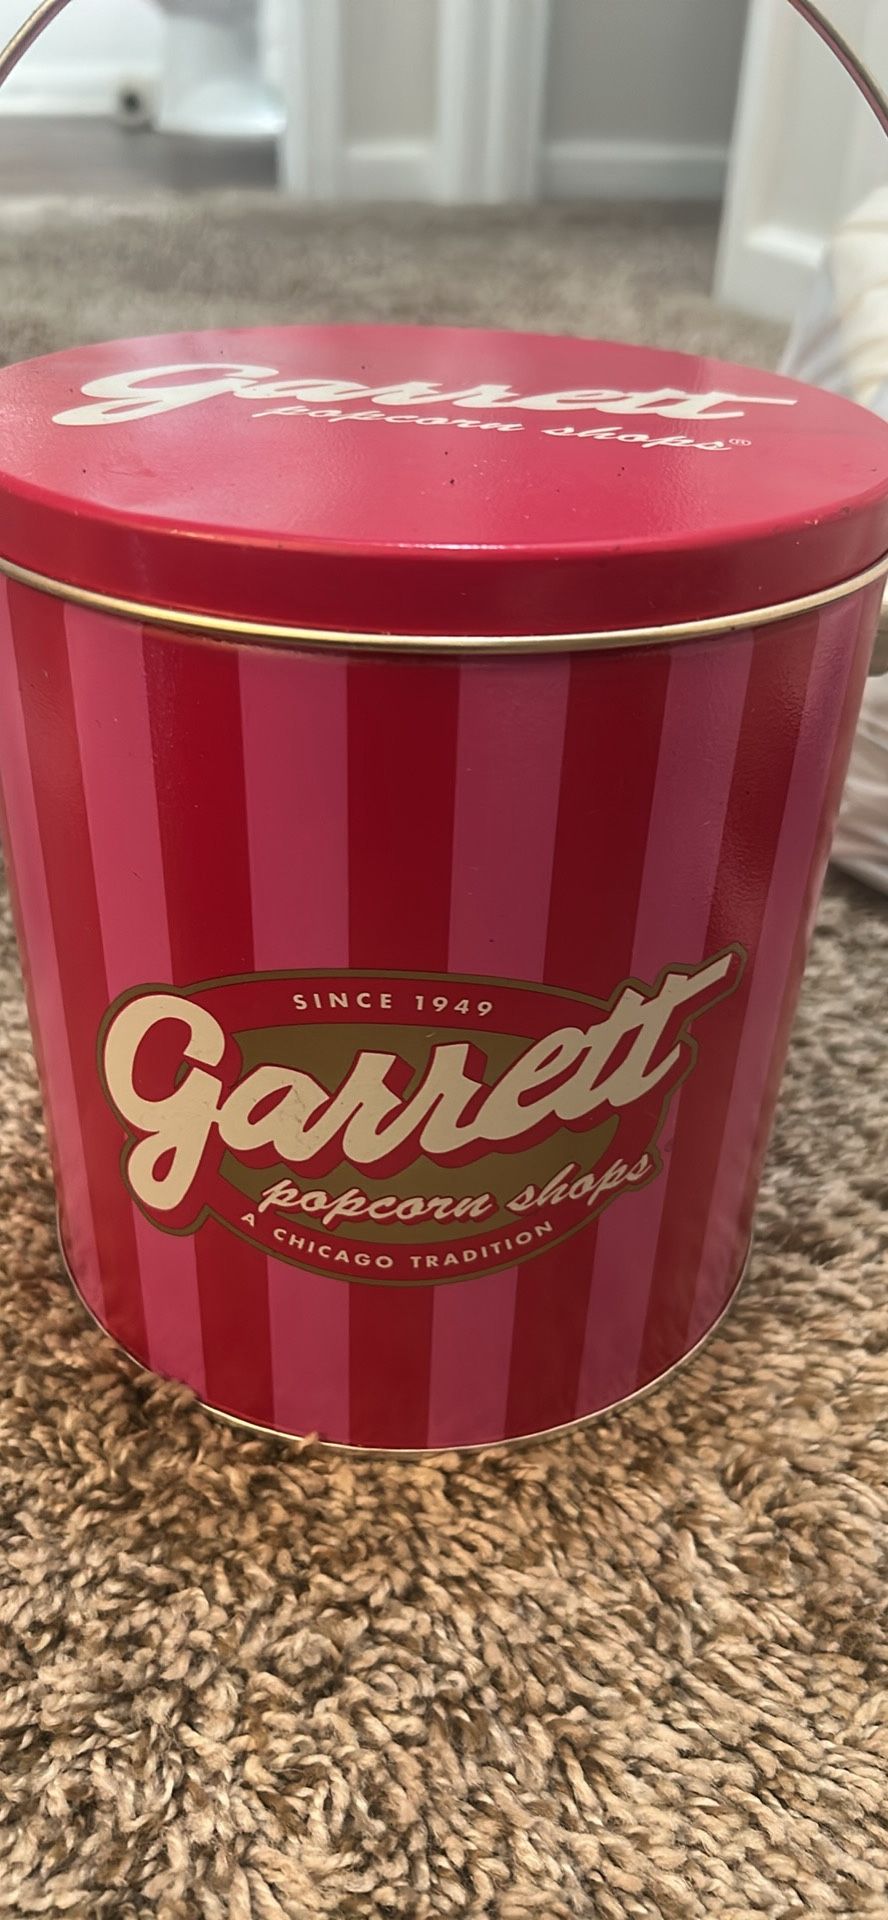 Garrett
popcorn shops®
SINCE 1949
Garrett
popcorn shops
A CHICAGO TRADITION